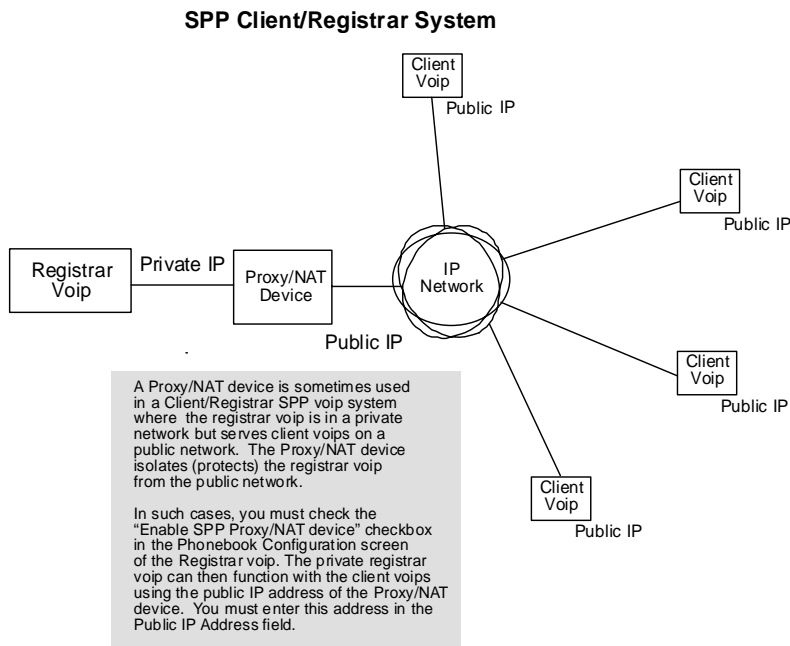 SPP Client/Registrar System
Client
Voip
Public IP
Client
Voip
Public IP
Registrar
Voip
Private IP
Proxy/NAT
Device
Public IP
IP
Network
Client
Voip
Public IP
Client
Voip
Public IP
A Proxy/NAT device is sometimes used
in a Client/Registrar SPP voip system
where the registrar voip is in a private
network but serves client voips on a
public network. The Proxy/NAT device
isolates (protects) the registrar voip
from the public network.
In such cases, you must check the
“Enable SPP Proxy/NAT device” checkbox
in the Phonebook Configuration screen
of the Registrar voip. The private registrar
voip can then function with the client voips
using the public IP address of the Proxy/NAT
device. You must enter this address in the
Public IP Address field.